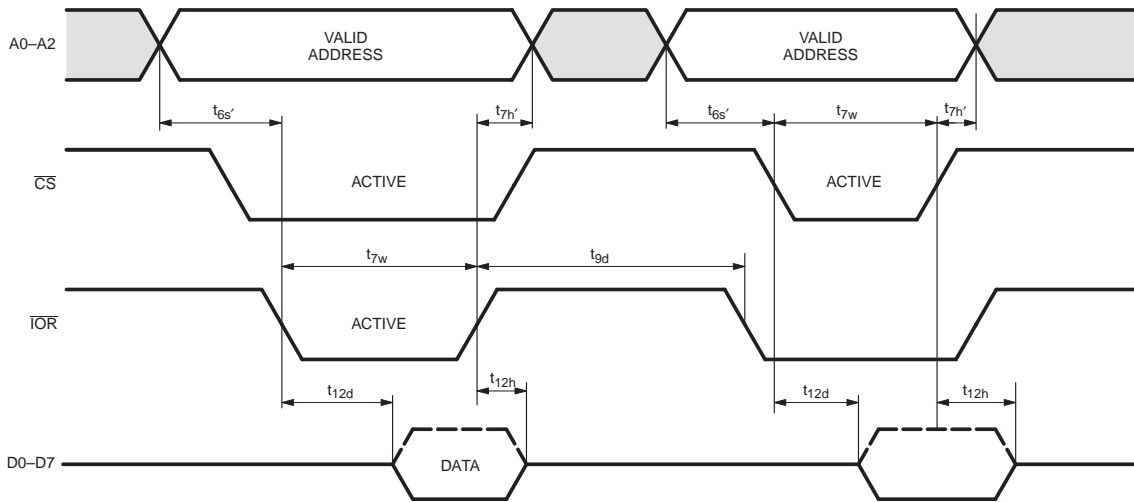 A0–A2
VALID
ADDRESS
VALID
ADDRESS
t6s′
t7h′
t6s′
t7w
t7h′
CS
ACTIVE
ACTIVE
t7w
t9d
IOR
ACTIVE
t12d
t12h
t12d
t12h
D0–D7
DATA